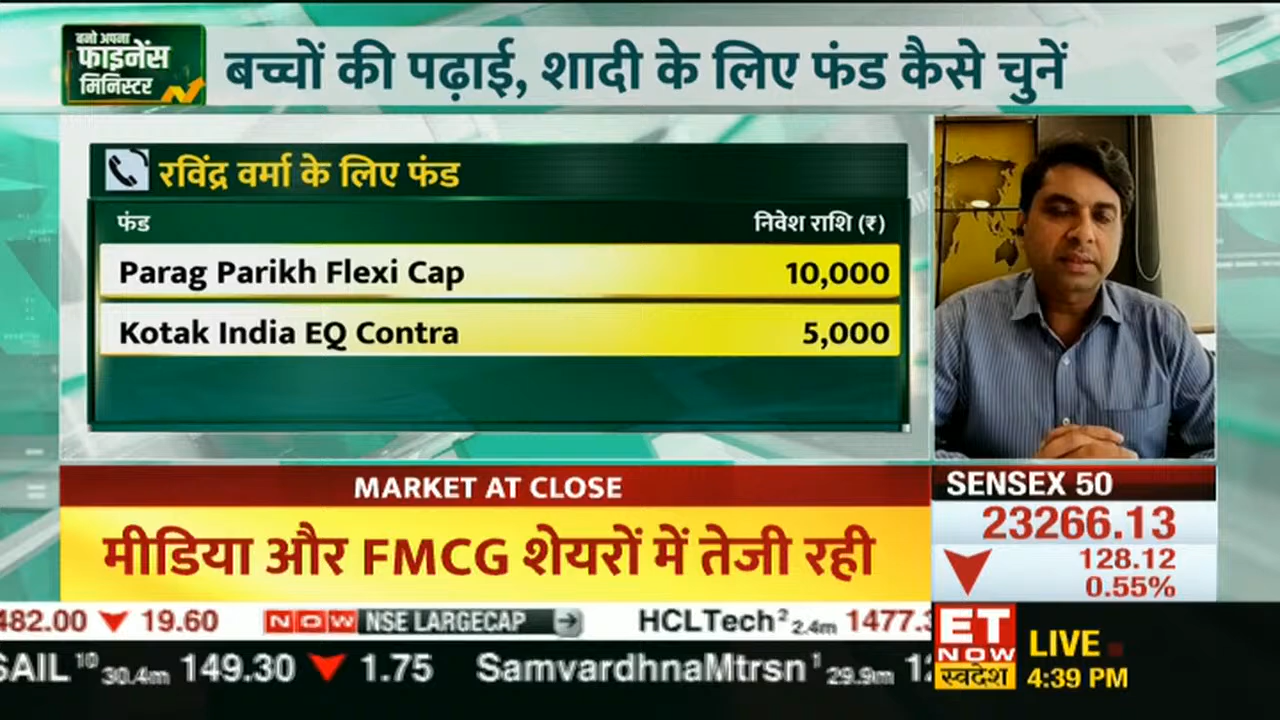 बनो अपना
फाइनेंस
मिनिस्टर
बच्चों की पढ़ाई, शादी के लिए फंड कैसे चुनें
रविंद्र वर्मा के लिए फंड
फंड निवेश राशि (₹)
Parag Parikh Flexi Cap 10,000
Kotak India EQ Contra 5,000
MARKET AT CLOSE
मीडिया और FMCG शेयरों में तेजी रही
SENSEX 50
23266.13
128.12
0.55%
482.00 19.60 NOW NSE LARGECAP HCLTech 2 2.4m 1477.3
SAIL 10 30.4m 149.30 1.75 SamvardhnaMtrsn 1 29.9m
ET
NOW
स्वदेश
LIVE
4:39 PM